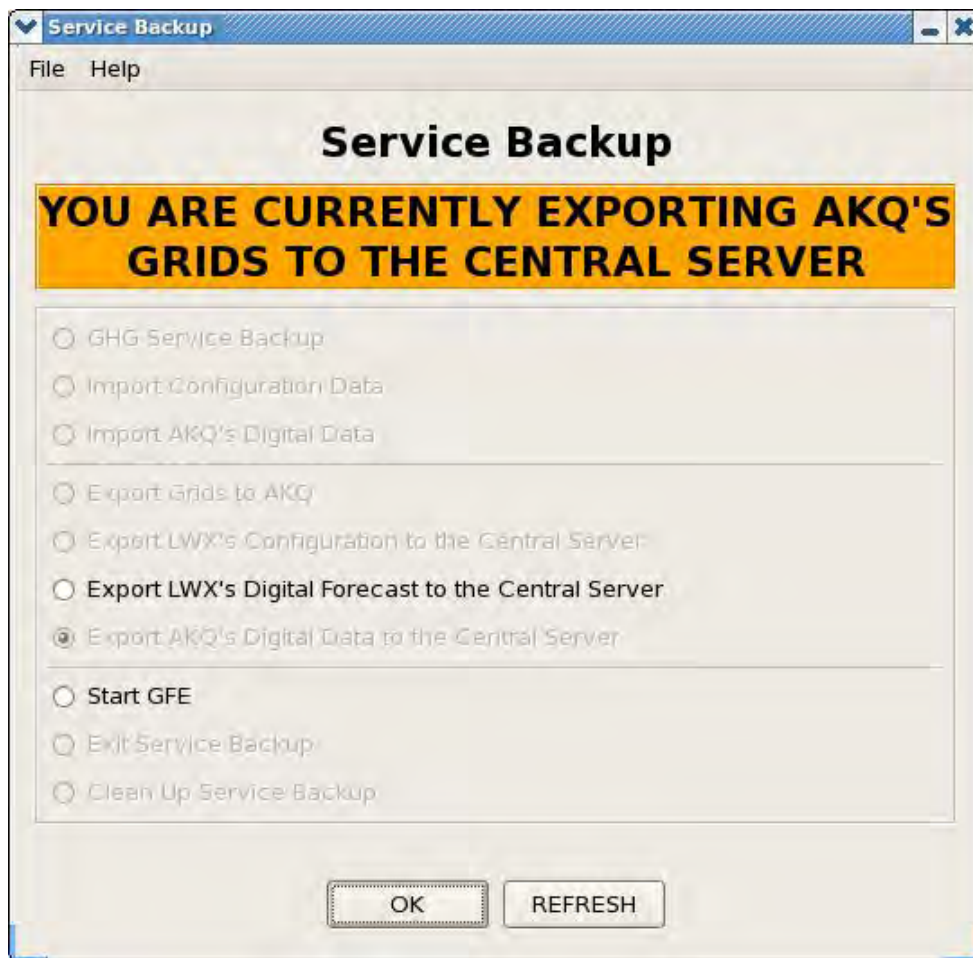 Service Backup
File Help
Service Backup
YOU ARE CURRENTLY EXPORTING AKQ'S
GRIDS TO THE CENTRAL SERVER
GHG Service Backup
Import Configuration Data
Import AKQ's Digital Data
Export Grids to AKQ
Export LWX's Configuration to the Central Server
Export LWX's Digital Forecast to the Central Server
Export AKQ's Digital Data to the Central Server
Start GFE
Exit Service Backup
Clean Up Service Backup
OK REFRESH